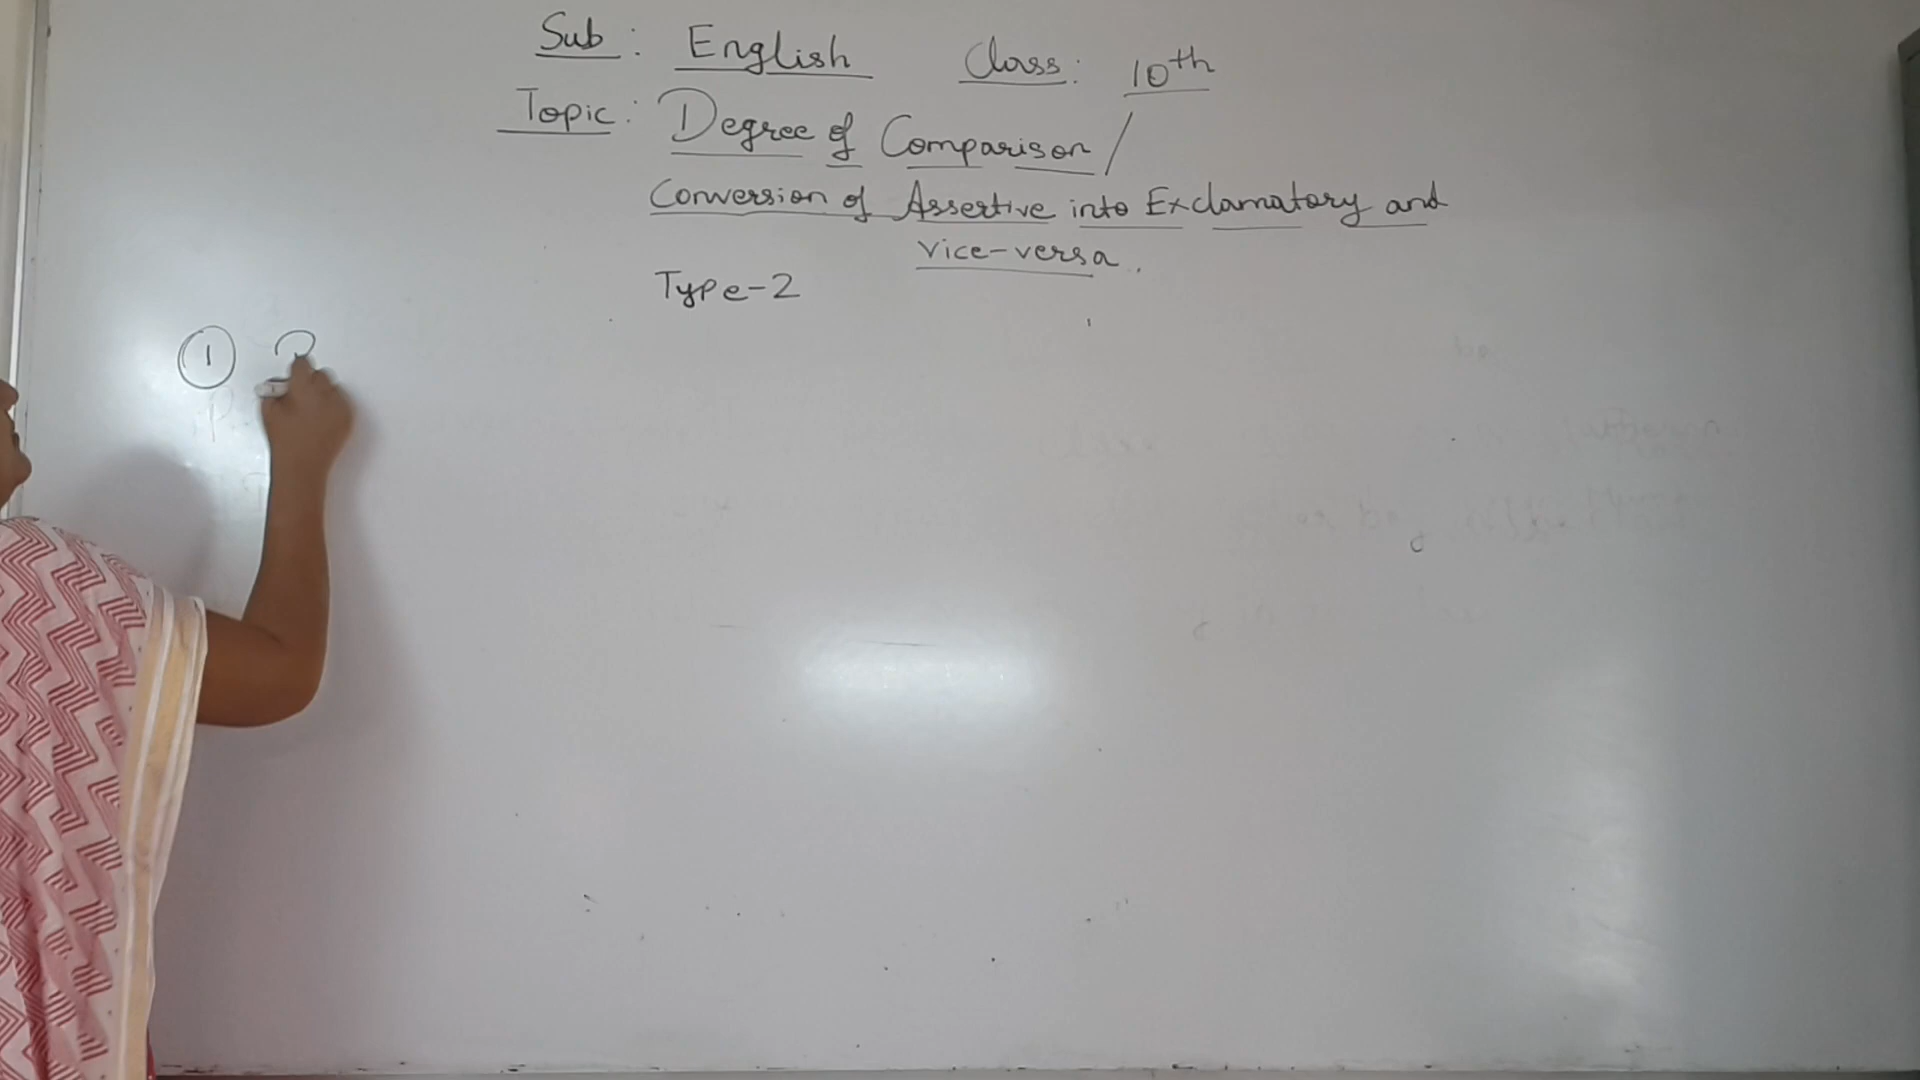 Sub: English Class: 10th
Topic: Degree of Comparison/
Conversion of Assertive into Exclamatory and
vice-versa.
Type-2
1 P